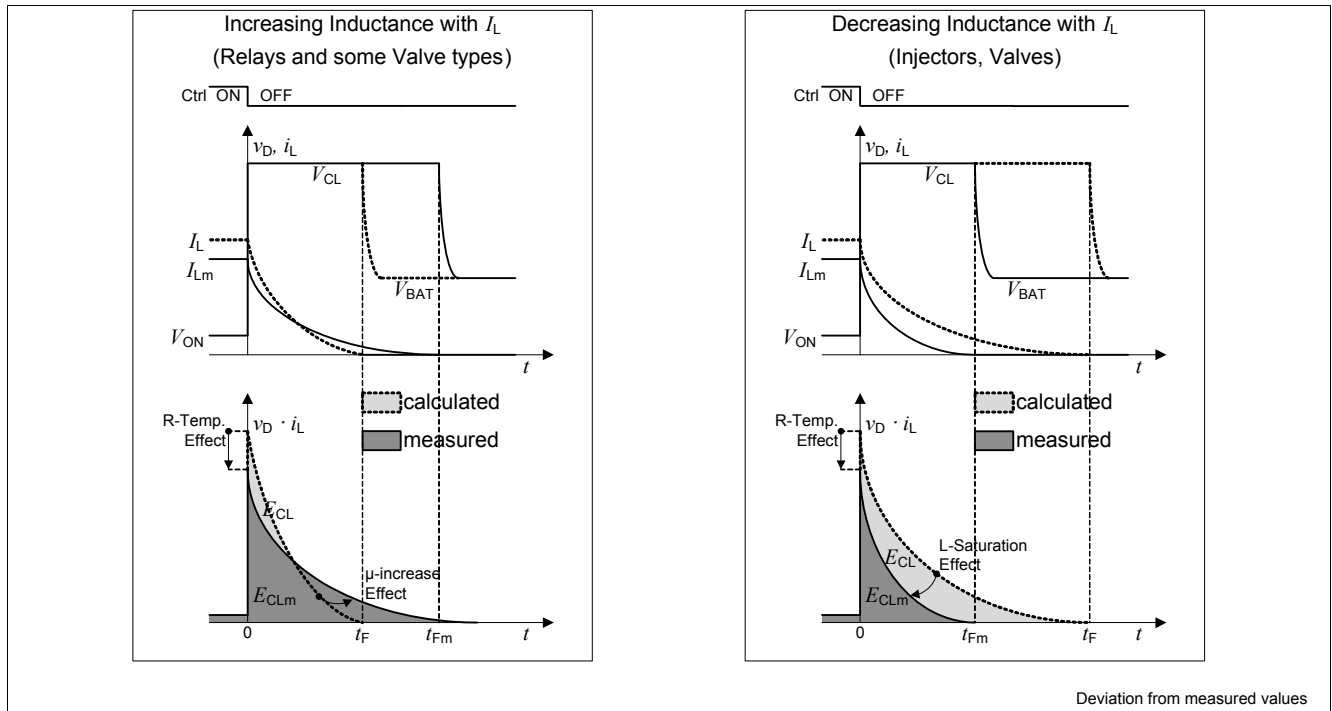 Increasing Inductance with IL
(Relays and some Valve types)
Ctrl ON OFF
vD, iL
VCL
IL
ILm
VBAT
VON
t
calculated
measured
R-Temp.
Effect
vD · iL
ECL
µ-increase
Effect
ECLm
0
tF
tFm
t
Decreasing Inductance with IL
(Injectors, Valves)
Ctrl ON OFF
vD, iL
VCL
IL
ILm
VBAT
VON
t
calculated
measured
R-Temp.
Effect
vD · iL
L-Saturation
Effect
ECL
ECLm
0
tFm
tF
t
Deviation from measured values